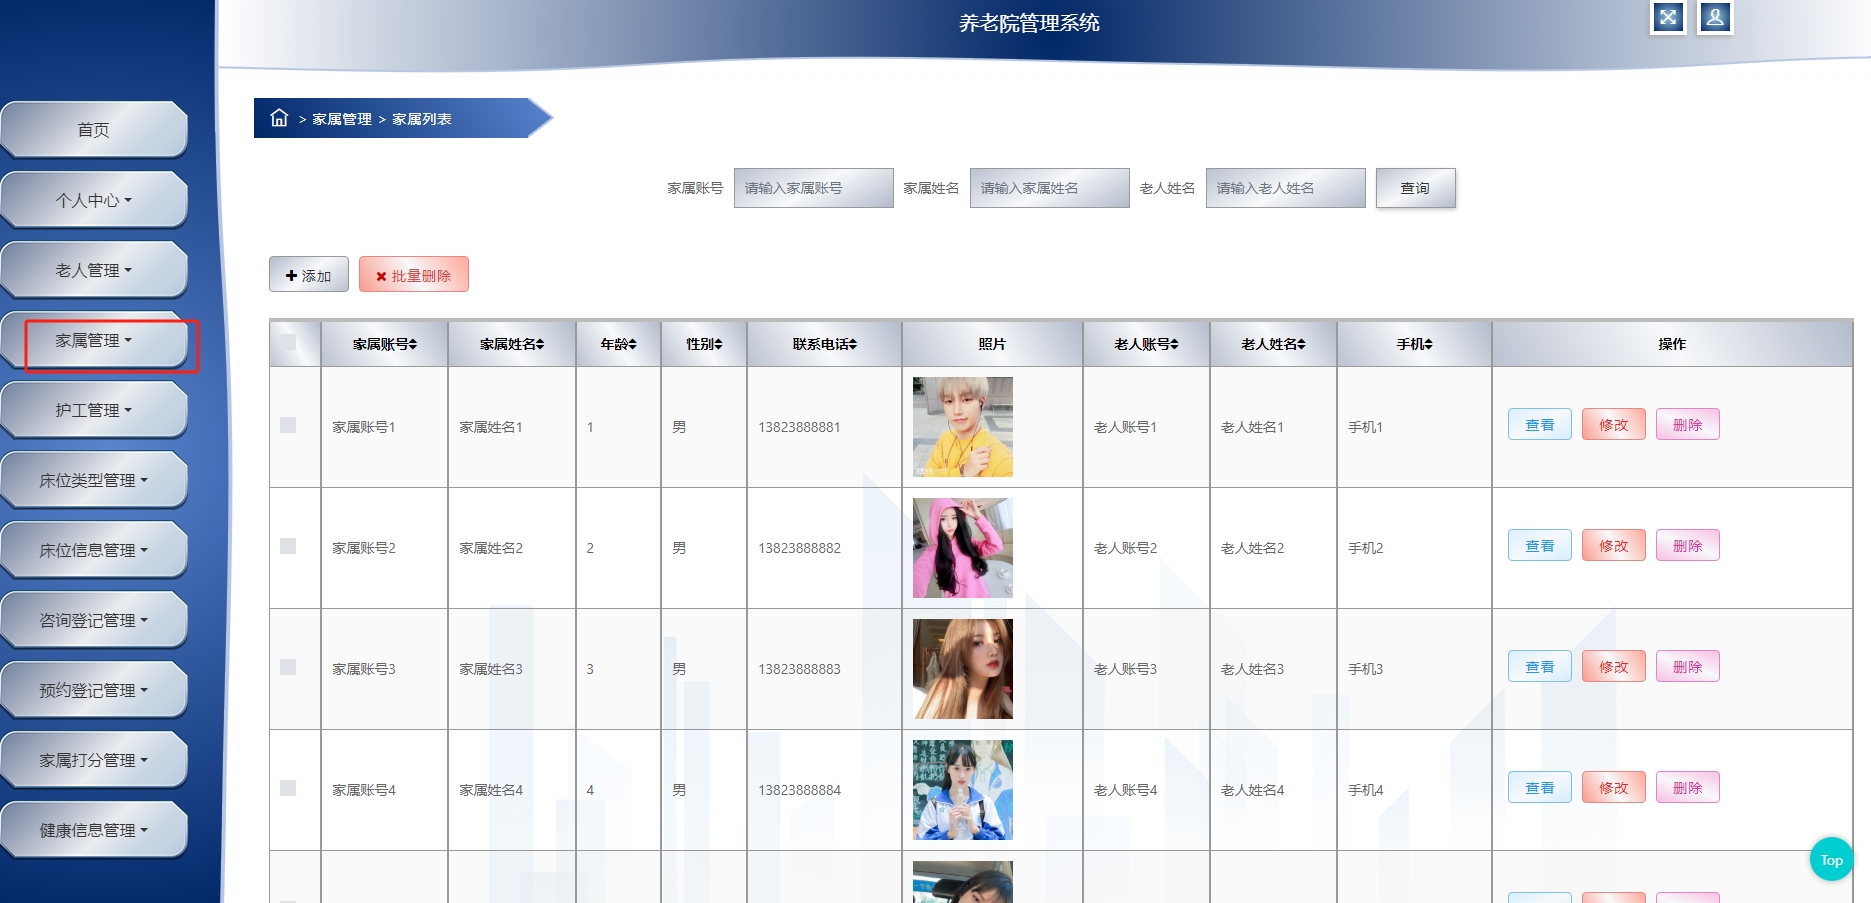 养老院管理系统
首页
个人中心
老人管理
家属管理
护工管理
床位类型管理
床位信息管理
咨询登记管理
预约登记管理
家属打分管理
健康信息管理
> 家属管理 > 家属列表
家属账号 请输入家属账号 家属姓名 请输入家属姓名 老人姓名 请输入老人姓名 查询
添加 批量删除
家属账号 家属姓名 年龄 性别 联系电话 照片 老人账号 老人姓名 手机 操作
家属账号1 家属姓名1 1 男 13823888881 老人账号1 老人姓名1 手机1 查看 修改 删除
家属账号2 家属姓名2 2 男 13823888882 老人账号2 老人姓名2 手机2 查看 修改 删除
家属账号3 家属姓名3 3 男 13823888883 老人账号3 老人姓名3 手机3 查看 修改 删除
家属账号4 家属姓名4 4 男 13823888884 老人账号4 老人姓名4 手机4 查看 修改 删除
Top